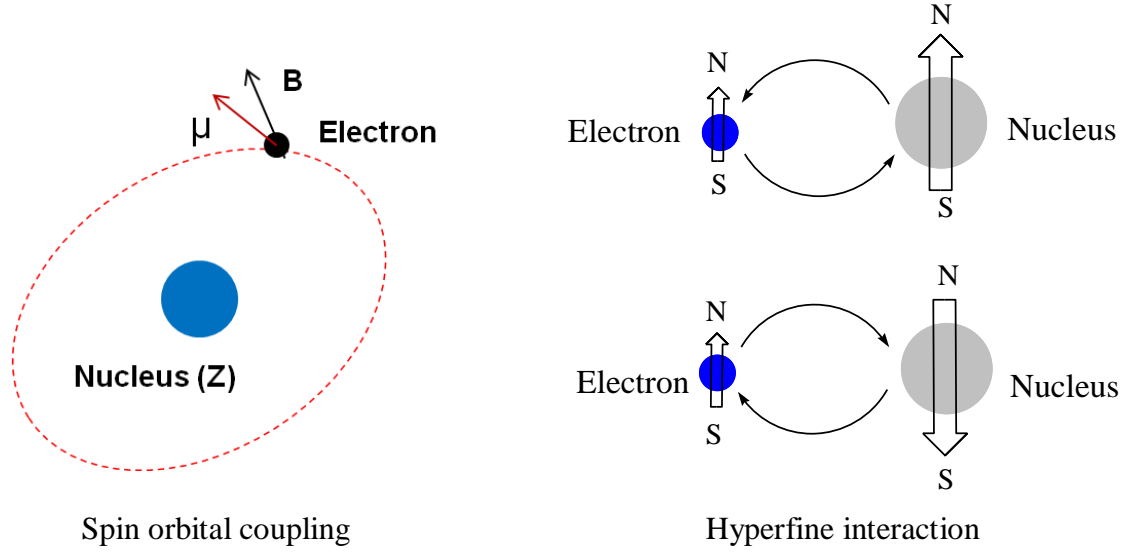 B
μ
Electron
Nucleus (Z)
Spin orbital coupling
N
N
Electron
Nucleus
S
S
N
N
Electron
Nucleus
S
S
Hyperfine interaction